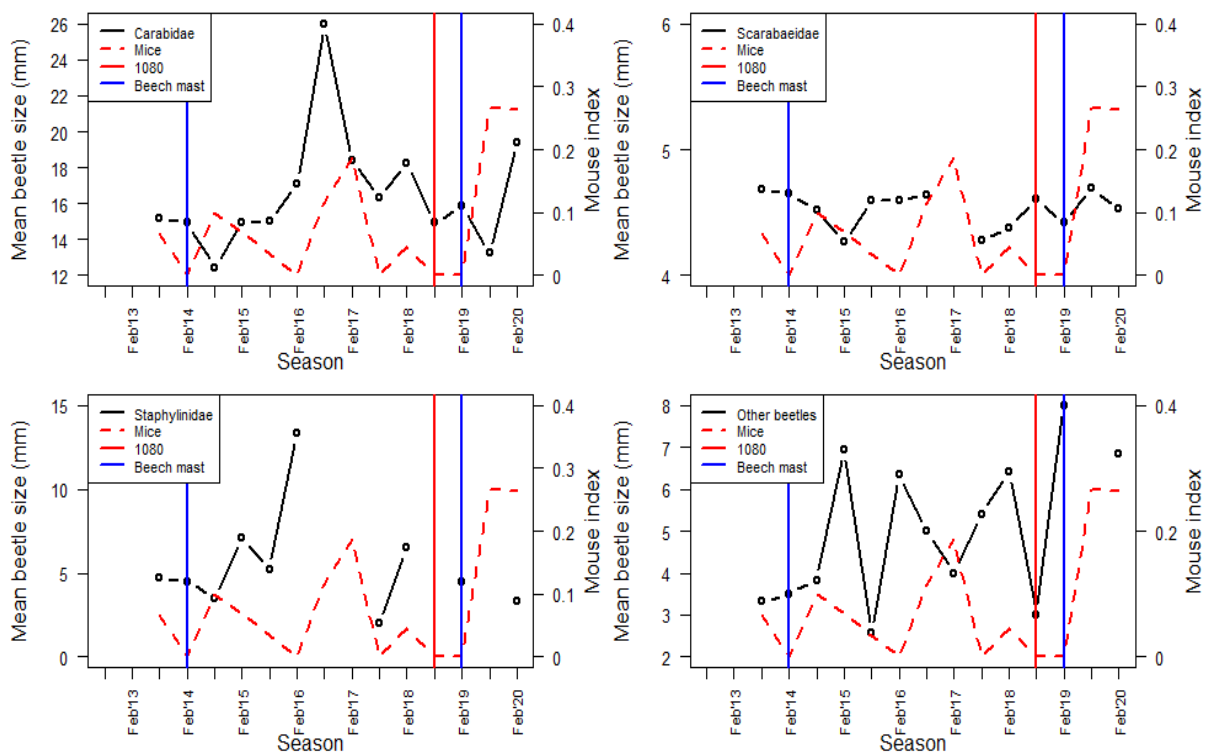 Mean beetle size (mm)
26
24
22
20
18
16
14
12
Carabidae
Mice
1080
Beech mast
0.4
0.3
0.2
0.1
0
Mouse index
Feb'13
Feb'14
Feb'15
Feb'16
Feb'17
Feb'18
Feb'19
Feb'20
Season
Mean beetle size (mm)
6
5
4
Scarabaeidae
Mice
1080
Beech mast
0.4
0.3
0.2
0.1
0
Mouse index
Feb'13
Feb'14
Feb'15
Feb'16
Feb'17
Feb'18
Feb'19
Feb'20
Season
Mean beetle size (mm)
15
10
5
0
Staphylinidae
Mice
1080
Beech mast
0.4
0.3
0.2
0.1
0
Mouse index
Feb'13
Feb'14
Feb'15
Feb'16
Feb'17
Feb'18
Feb'19
Feb'20
Season
Mean beetle size (mm)
8
7
6
5
4
3
2
Other beetles
Mice
1080
Beech mast
0.4
0.2
0
Mouse index
Feb'13
Feb'14
Feb'15
Feb'16
Feb'17
Feb'18
Feb'19
Feb'20
Season